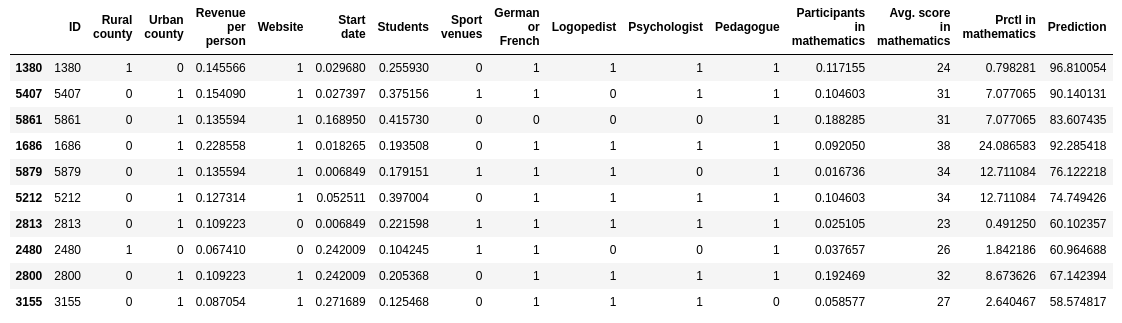 ID Rural county Urban county Revenue per person Website Start date Students Sport venues German or French Logopedist Psychologist Pedagogue Participants in mathematics Avg. score in mathematics Prctl in mathematics Prediction
1380 1380 1 0 0.145566 1 0.029680 0.255930 0 1 1 1 1 0.117155 24 0.798281 96.810054
5407 5407 0 1 0.154090 1 0.027397 0.375156 1 1 0 1 1 0.104603 31 7.077065 90.140131
5861 5861 0 1 0.135594 1 0.168950 0.415730 0 0 0 0 1 0.188285 31 7.077065 83.607435
1686 1686 0 1 0.228558 1 0.018265 0.193508 0 1 1 1 1 0.092050 38 24.086583 92.285418
5879 5879 0 1 0.135594 1 0.006849 0.179151 1 1 1 0 1 0.016736 34 12.711084 76.122218
5212 5212 0 1 0.127314 1 0.052511 0.397004 0 1 1 1 1 0.104603 34 12.711084 74.749426
2813 2813 0 1 0.109223 0 0.006849 0.221598 1 1 1 1 1 0.025105 23 0.491250 60.102357
2480 2480 1 0 0.067410 0 0.242009 0.104245 1 1 0 0 1 0.037657 26 1.842186 60.964688
2800 2800 0 1 0.109223 1 0.242009 0.205368 0 1 1 1 1 0.192469 32 8.673626 67.142394
3155 3155 0 1 0.087054 1 0.271689 0.125468 0 1 1 1 0 0.058577 27 2.640467 58.574817